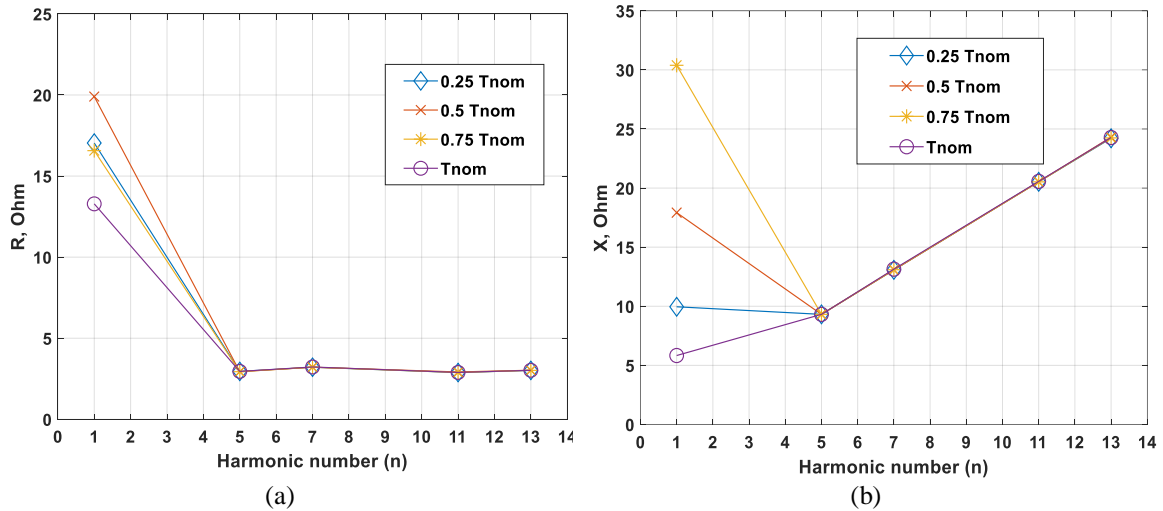 25
20
15
10
5
0
R, Ohm
0 1 2 3 4 5 6 7 8 9 10 11 12 13 14
Harmonic number (n)
0.25 Tnom
0.5 Tnom
0.75 Tnom
Tnom
(a)
35
30
25
20
15
10
5
0
X, Ohm
0 1 2 3 4 5 6 7 8 9 10 11 12 13 14
Harmonic number (n)
0.25 Tnom
0.5 Tnom
0.75 Tnom
Tnom
(b)